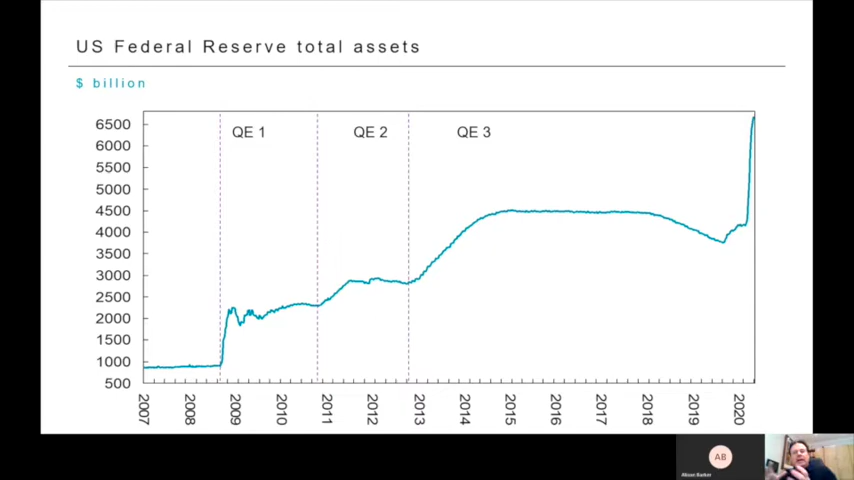 US Federal Reserve total assets
$ billion
QE 1 QE 2 QE 3
6500
6000
5500
5000
4500
4000
3500
3000
2500
2000
1500
1000
500
2007 2008 2009 2010 2011 2012 2013 2014 2015 2016 2017 2018 2019 2020
AB
Alison Barker